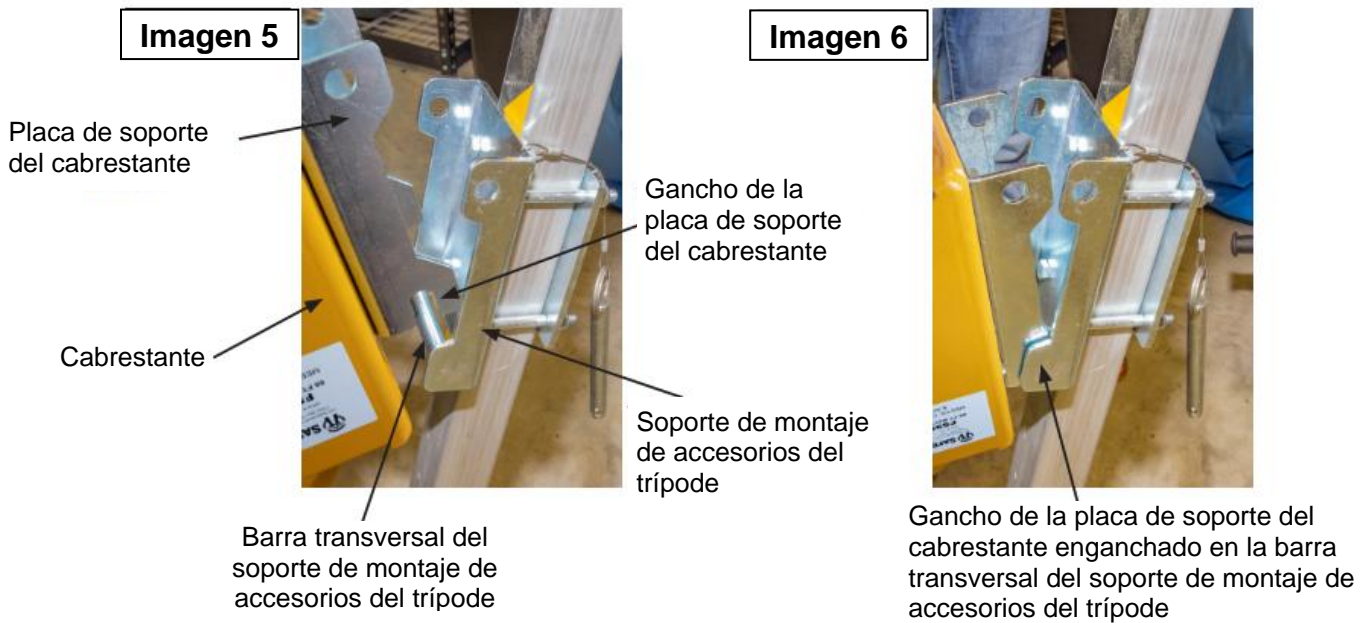 Imagen 5
Placa de soporte
del cabrestante
Cabrestante
Gancho de la
placa de soporte
del cabrestante
Soporte de montaje
de accesorios del
trípode
Barra transversal del
soporte de montaje de
accesorios del trípode
Imagen 6
Gancho de la placa de soporte del
cabrestante enganchado en la barra
transversal del soporte de montaje de
accesorios del trípode